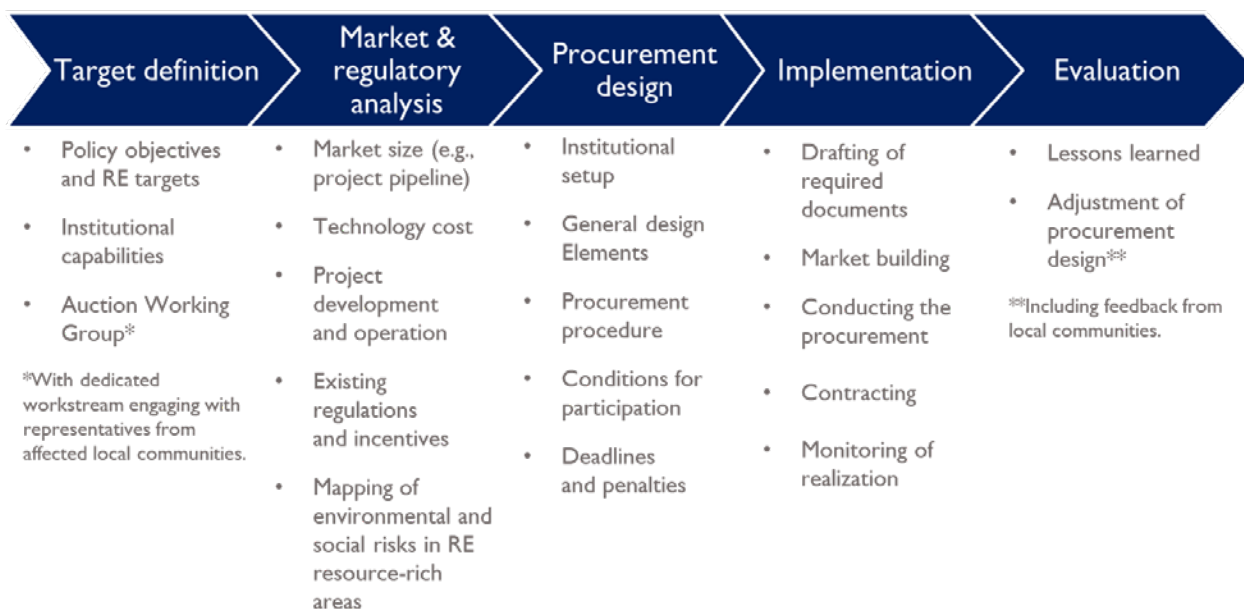 Target definition
Market &
regulatory
analysis
Procurement
design
Implementation
Evaluation
• Policy objectives
and RE targets
• Institutional
capabilities
• Auction Working
Group*
*With dedicated
workstream engaging with
representatives from
affected local communities.
• Market size (e.g.,
project pipeline)
• Technology cost
• Project
development
and operation
• Existing
regulations
and incentives
• Mapping of
environmental and
social risks in RE
resource-rich
areas
• Institutional
setup
• General design
Elements
• Procurement
procedure
• Conditions for
participation
• Deadlines
and penalties
• Drafting of
required
documents
• Market building
• Conducting the
procurement
• Contracting
• Monitoring of
realization
• Lessons learned
• Adjustment of
procurement
design**
**Including feedback from
local communities.